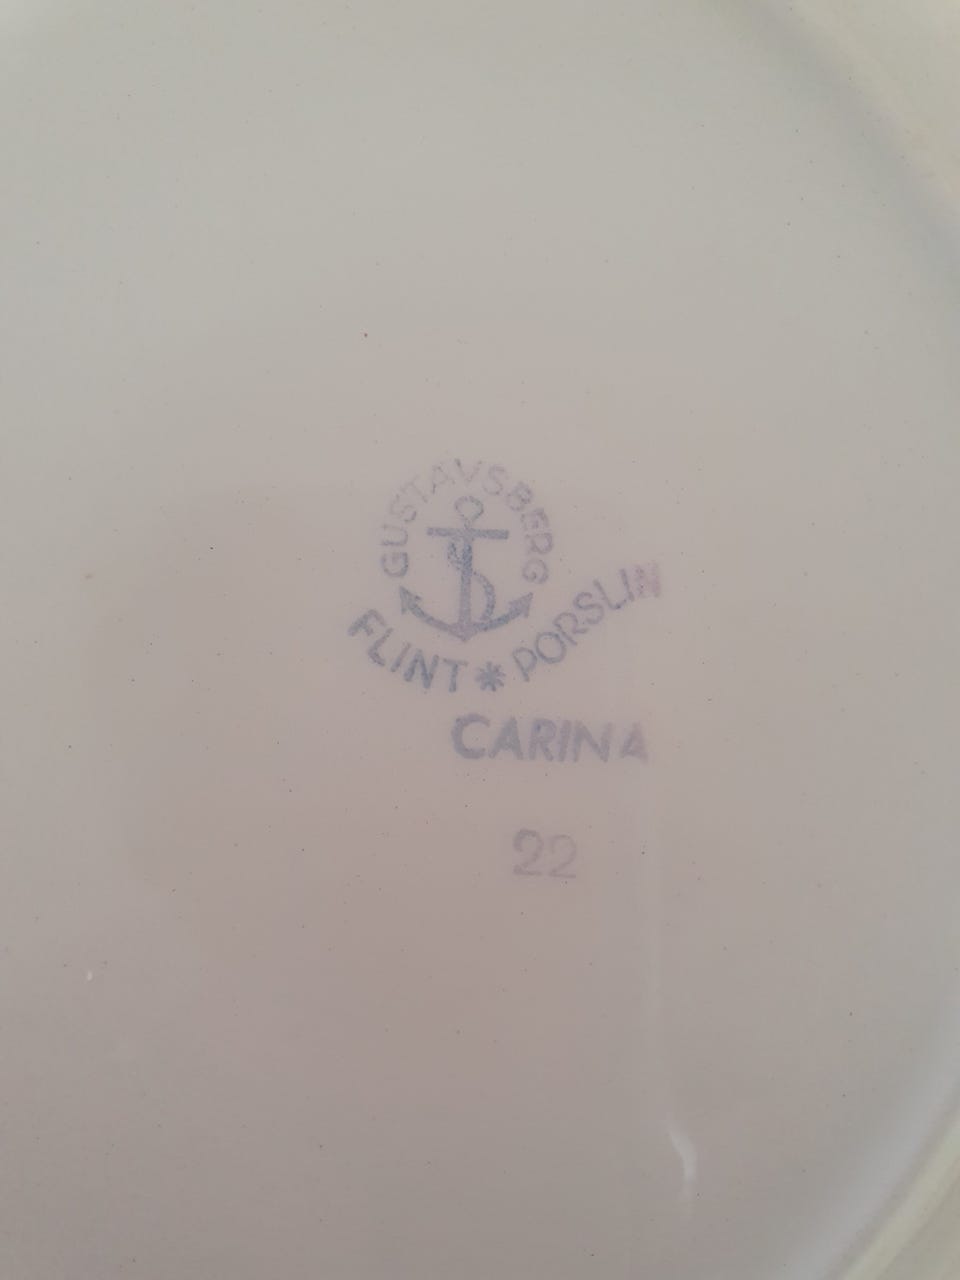 GUSTAVSBERG
FLINT * PORSLIN
CARINA
22